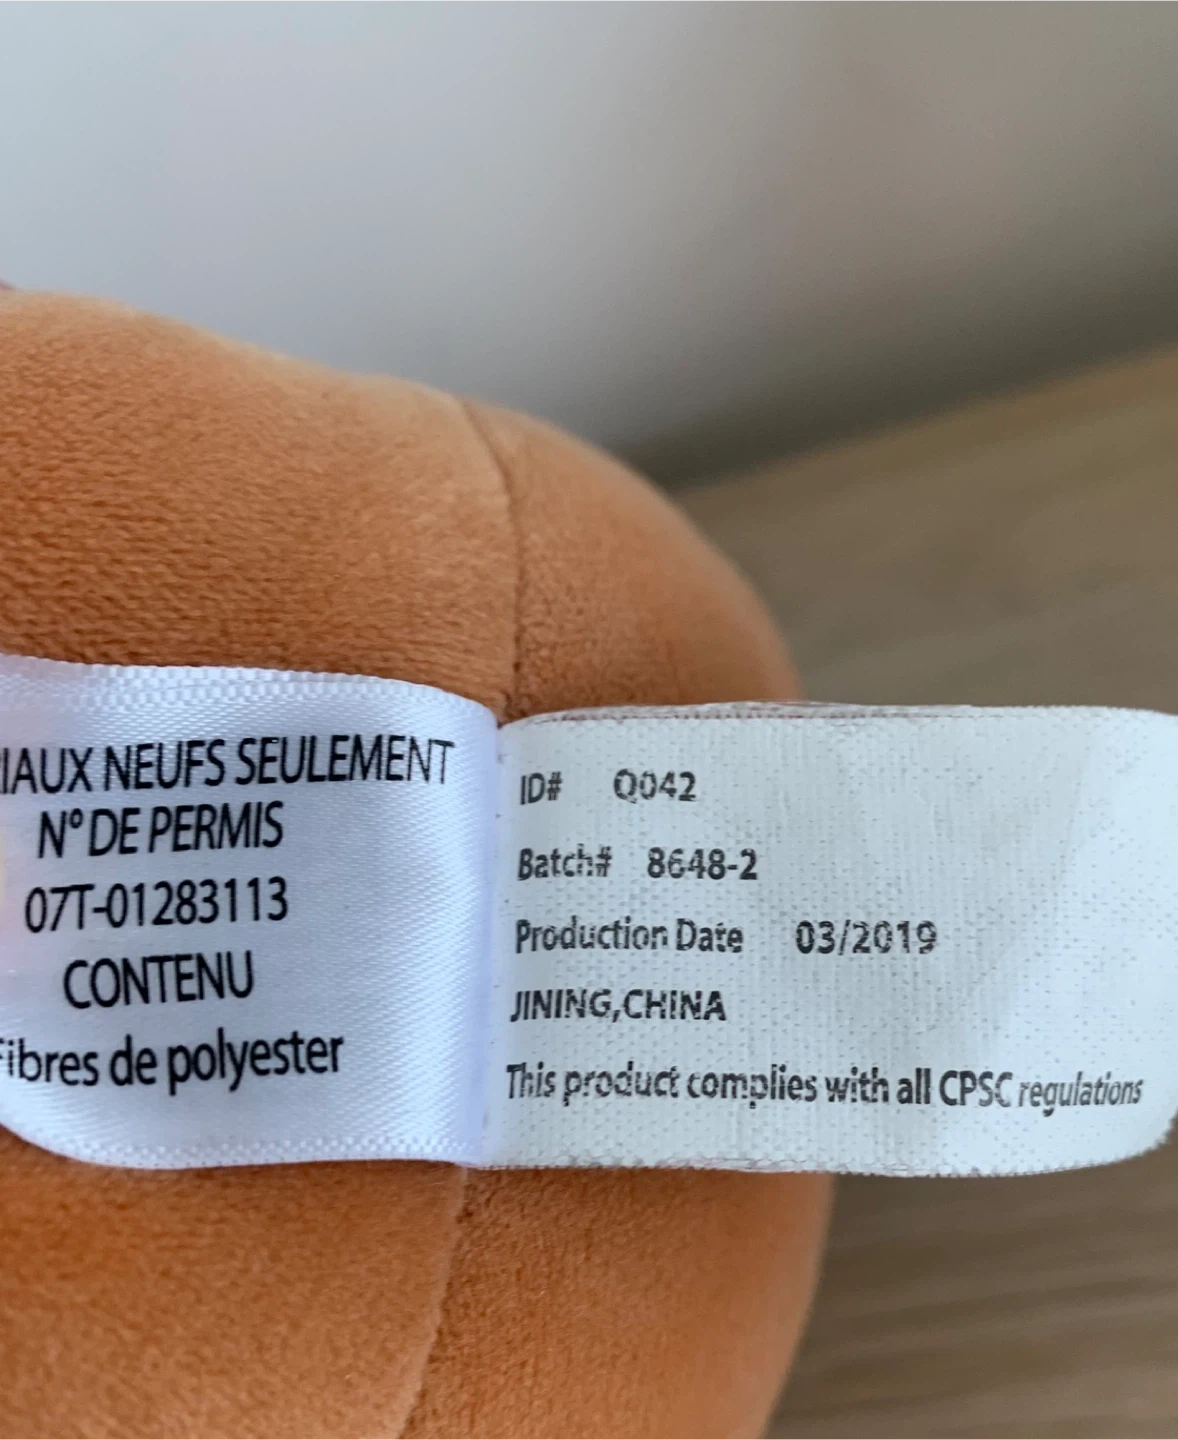 NEUFS SEULEMENT
N° DE PERMIS
07T-01283113
CONTENU
Fibres de polyester
ID# Q042
Batch# 8648-2
Production Date 03/2019
JINING,CHINA
This product complies with all CPSC regulations